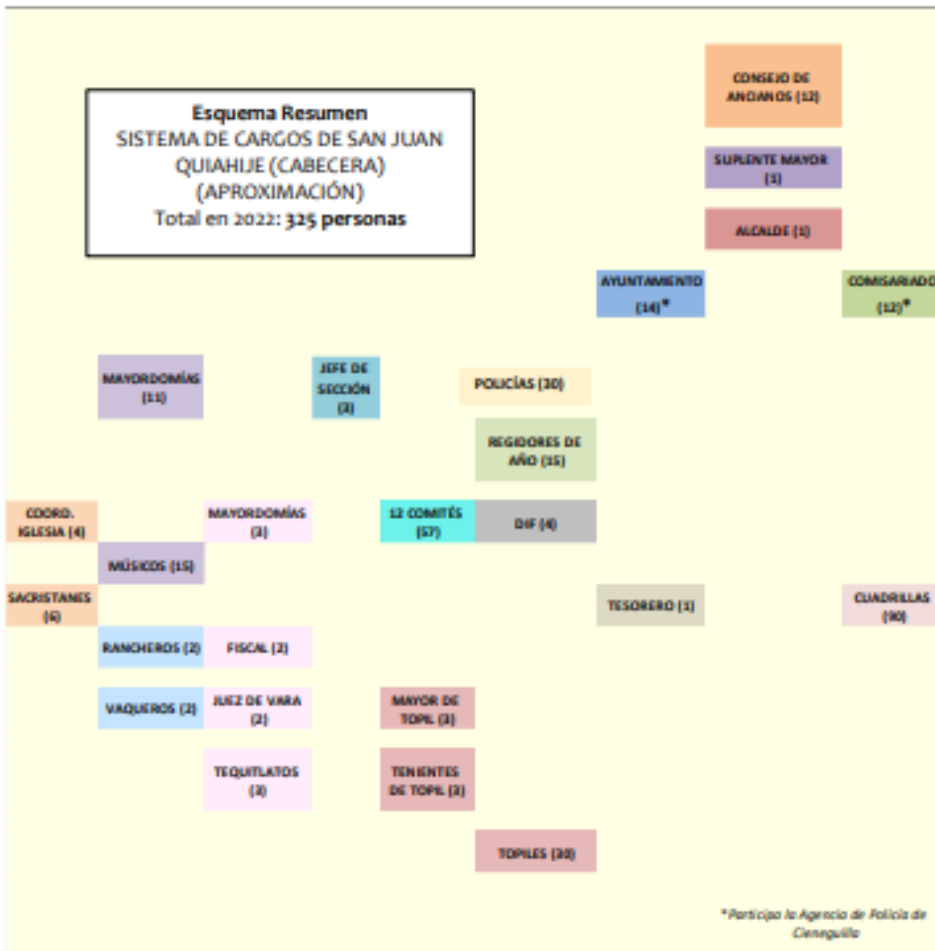 Esquema Resumen
SISTEMA DE CARGOS DE SAN JUAN
QUIAHIJE (CABECERA)
(APROXIMACIÓN)
Total en 2022: 325 personas
CONSEJO DE
ANCIANOS (12)
SUPLENTE MAYOR
(1)
ALCALDE (1)
AYUNTAMIENTO
(14)*
COMISARIADO
(12)*
MAYORDOMÍAS
(11)
JEFE DE
SECCIÓN
(3)
POLICÍAS (30)
REGIDORES DE
AÑO (15)
COORD.
IGLESIA (4)
MAYORDOMÍAS
(3)
12 COMITÉS
(57)
DIF (4)
MÚSICOS (15)
SACRISTANES
(6)
TESORERO (1)
CUADRILLAS
(90)
RANCHEROS (2)
FISCAL (2)
VAQUEROS (2)
JUEZ DE VARA
(2)
MAYOR DE
TOPIL (3)
TEQUITLATOS
(3)
TENIENTES
DE TOPIL (3)
TOPILES (30)
*Participa la Agencia de Policía de
Cieneguilla